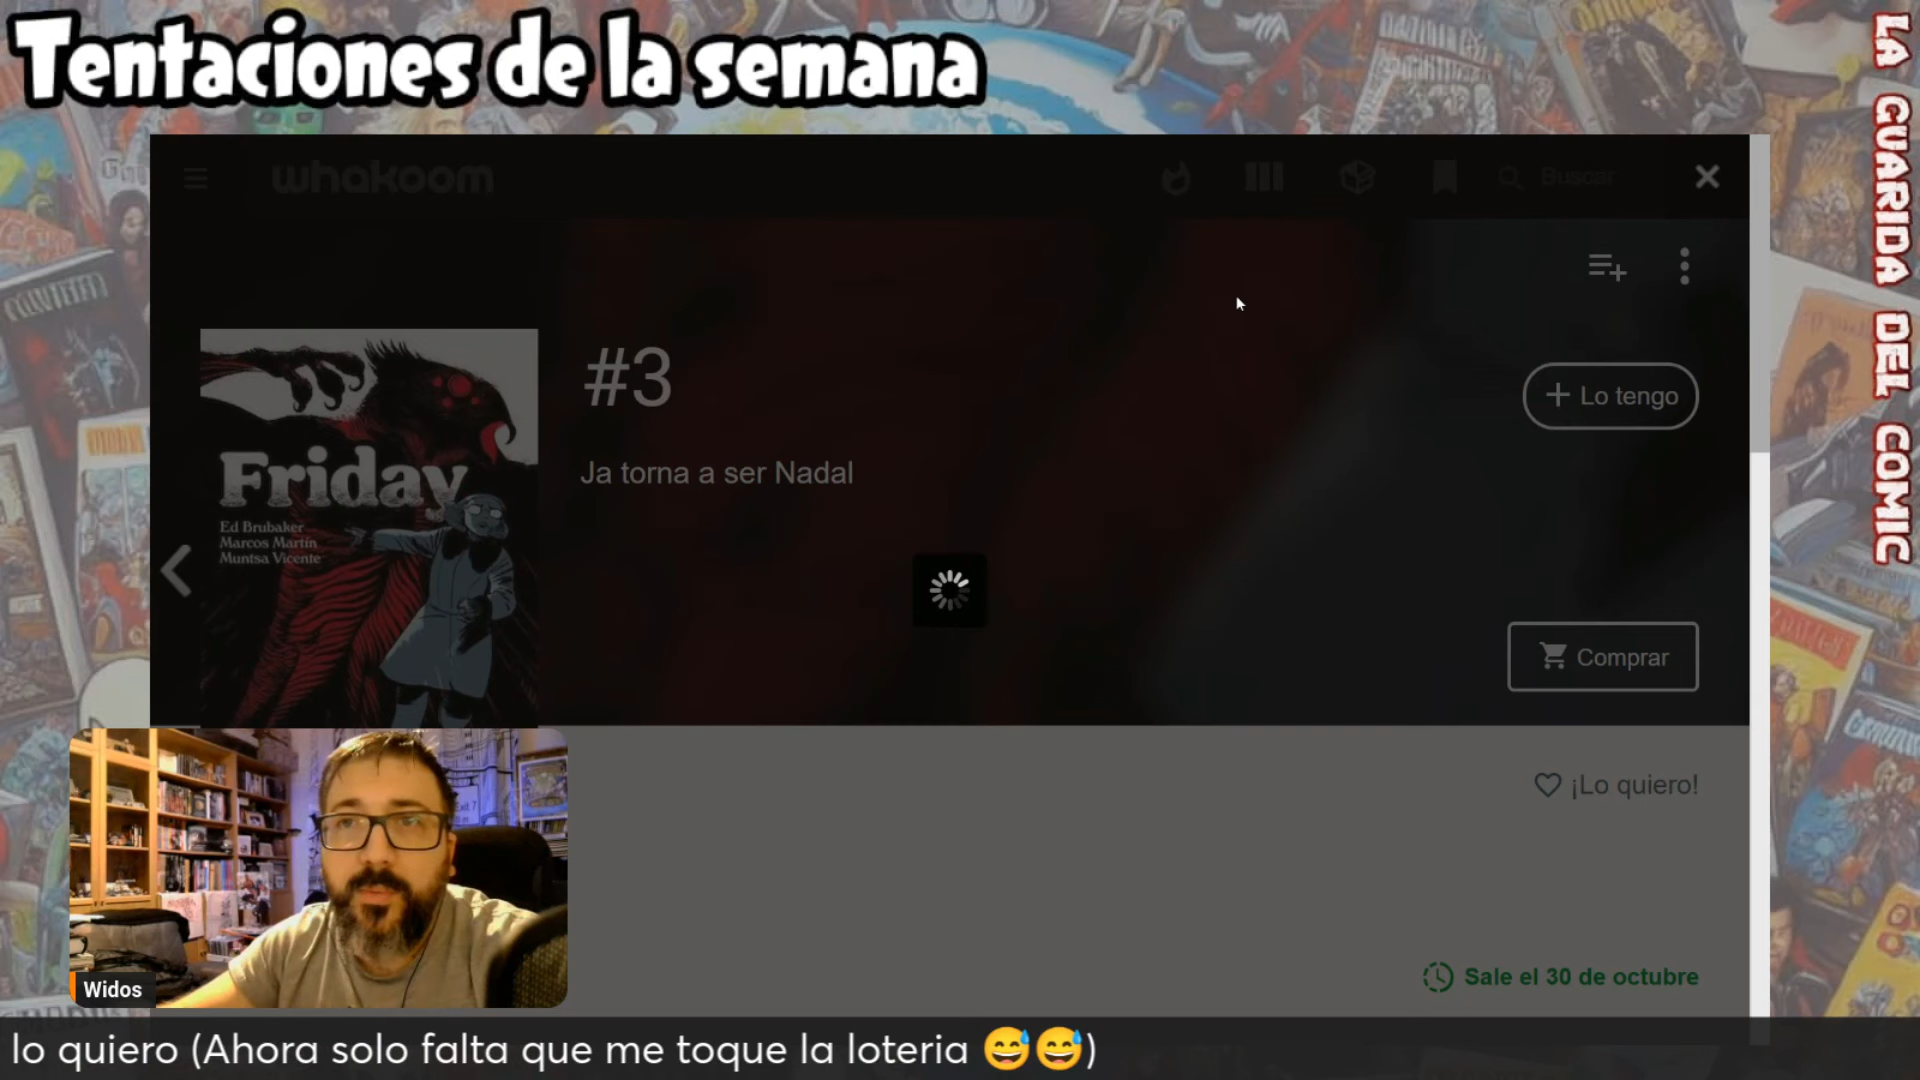 Tentaciones de la semana
LA GUARIDA DEL COMIC
whakoom
Buscar
#3
Ja torna a ser Nadal
Lo tengo
Friday
Ed Brubaker
Marcos Martín
Muntsa Vicente
Comprar
¡Lo quiero!
Sale el 30 de octubre
Widos
lo quiero (Ahora solo falta que me toque la loteria 😅😅)